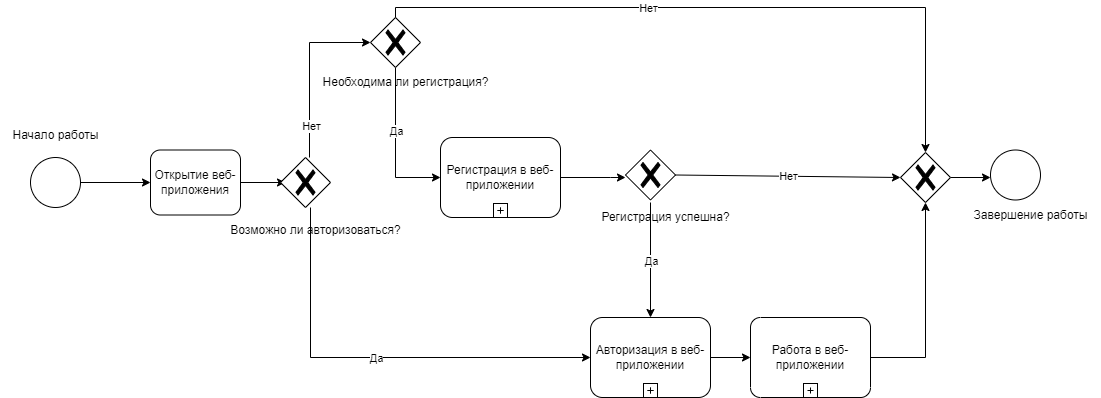 Нет
Необходима ли регистрация?
Нет
Да
Начало работы
Открытие веб-
приложения
Регистрация в веб-
приложении
Нет
Возможно ли авторизоваться?
Регистрация успешна?
Завершение работы
Да
Да
Авторизация в веб-
приложении
Работа в веб-
приложении